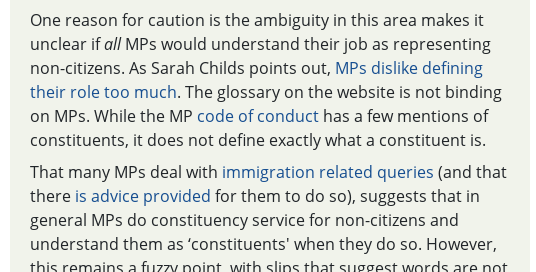 One reason for caution is the ambiguity in this area makes it
unclear if all MPs would understand their job as representing
non-citizens. As Sarah Childs points out, MPs dislike defining
their role too much. The glossary on the website is not binding
on MPs. While the MP code of conduct has a few mentions of
constituents, it does not define exactly what a constituent is.
That many MPs deal with immigration related queries (and that
there is advice provided for them to do so), suggests that in
general MPs do constituency service for non-citizens and
understand them as ‘constituents' when they do so. However,
this remains a fuzzy point, with slips that suggest words are not